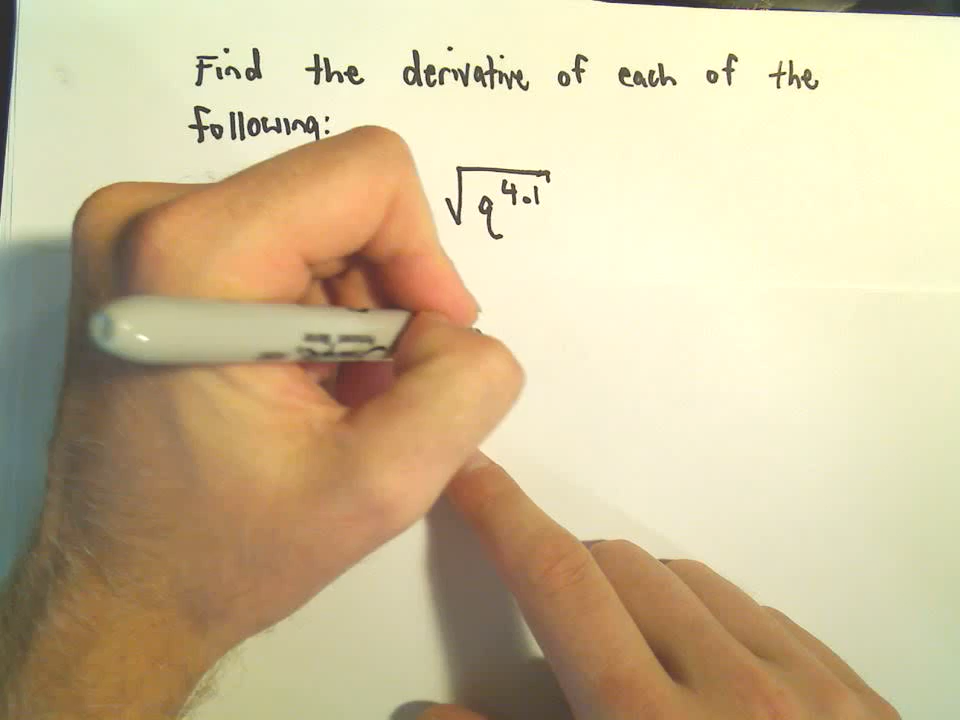 Find the derivative of each of the
following:
√q^4.1